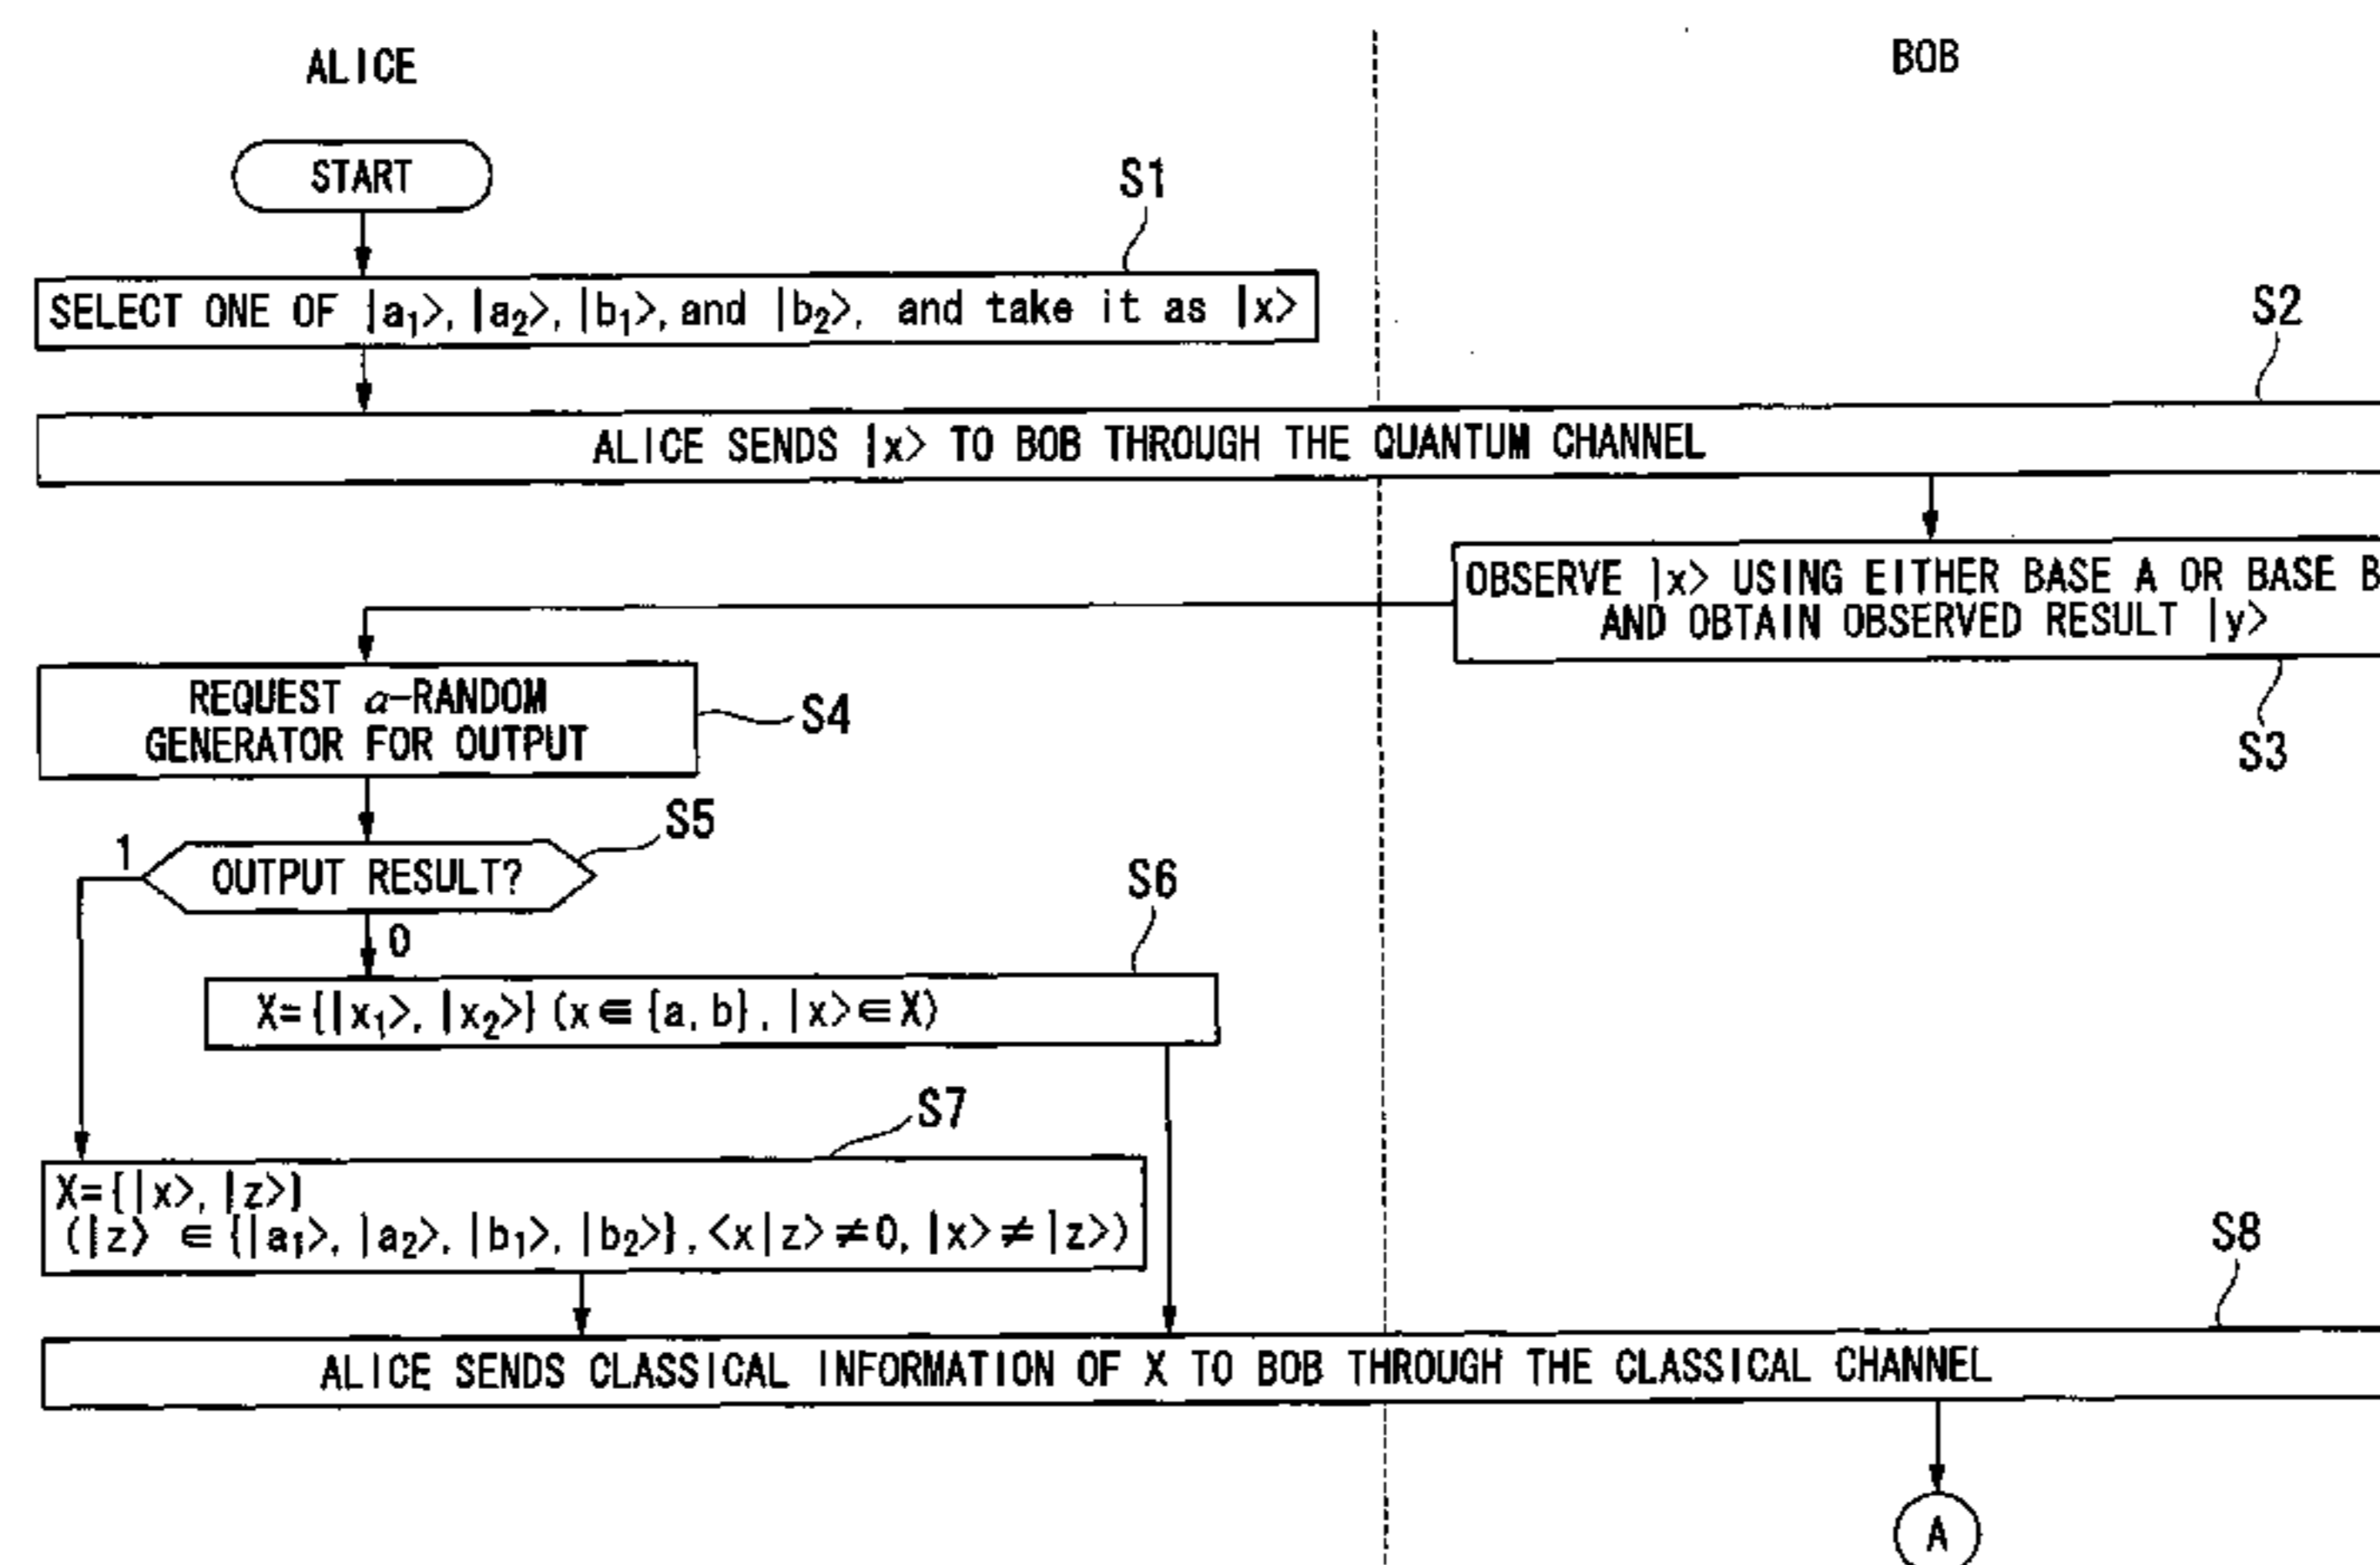 ALICE
BOB
START
S1
SELECT ONE OF |a₁>, |a₂>, |b₁>, and |b₂>, and take it as |x>
S2
ALICE SENDS |x> TO BOB THROUGH THE QUANTUM CHANNEL
OBSERVE |x> USING EITHER BASE A OR BASE B
AND OBTAIN OBSERVED RESULT |y>
S3
REQUEST α-RANDOM
GENERATOR FOR OUTPUT
S4
S5
1
OUTPUT RESULT?
0
S6
X={|x₁>, |x₂>} (x∈{a, b}, |x>∈X)
S7
X={|x>, |z>}
(|z> ∈{|a₁>, |a₂>, |b₁>, |b₂>}, <x|z>≠0, |x>≠|z>)
S8
ALICE SENDS CLASSICAL INFORMATION OF X TO BOB THROUGH THE CLASSICAL CHANNEL
A